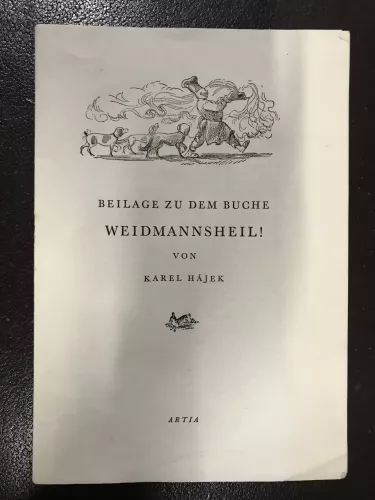 BEILAGE ZU DEM BUCHE
WEIDMANNSHEIL!
VON
KAREL HÁJEK
ARTIA